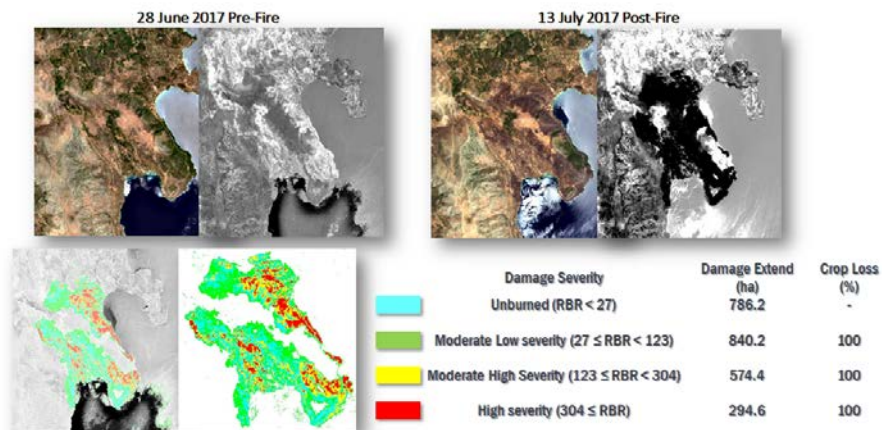 28 June 2017 Pre-Fire
13 July 2017 Post-Fire
Damage Severity
Damage Extend
(ha)
Crop Loss
(%)
Unburned (RBR < 27)
786.2
-
Moderate Low severity (27 ≤ RBR < 123)
840.2
100
Moderate High Severity (123 ≤ RBR < 304)
574.4
100
High severity (304 ≤ RBR)
294.6
100